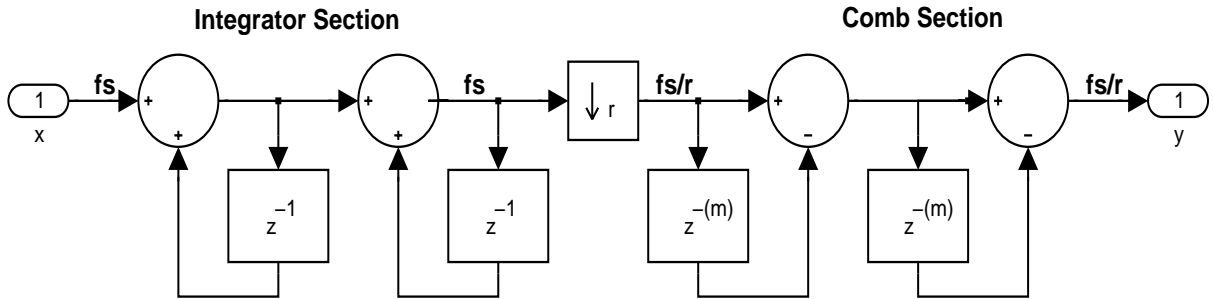 Integrator Section
Comb Section
1
x
fs
+
+
+
+
fs
↓ r
fs/r
+
−
+
−
fs/r
1
y
z−1
z−1
z−(m)
z−(m)